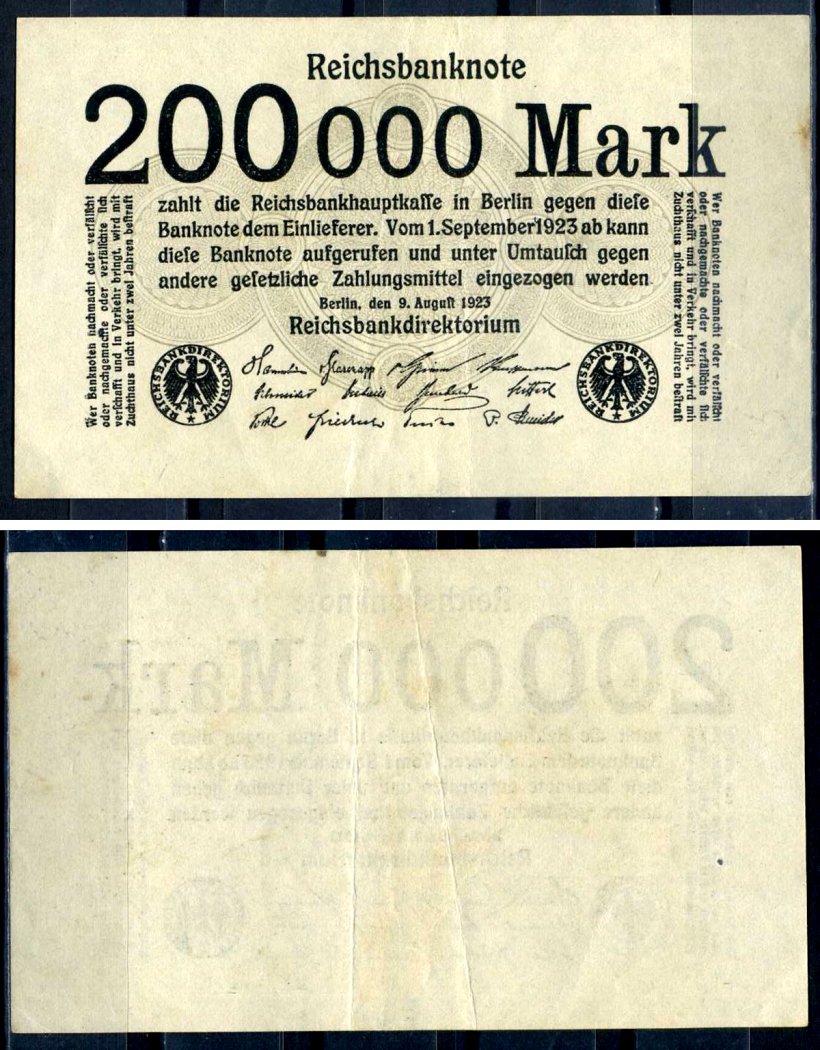 Reichsbanknote
200000 Mark
zahlt die Reichsbankhauptkasse in Berlin gegen diese
Banknote dem Einlieferer. Vom 1. September 1923 ab kann
diese Banknote aufgerufen und unter Umtausch gegen
andere gesetzliche Zahlungsmittel eingezogen werden
Berlin, den 9. August 1923
Reichsbankdirektorium
Wer Banknoten nachmacht oder verfälscht
oder nachgemachte oder verfälschte sich
verschafft und in Verkehr bringt, wird mit
Zuchthaus nicht unter zwei Jahren bestraft
Wer Banknoten nachmacht oder verfälscht
oder nachgemachte oder verfälschte sich
verschafft und in Verkehr bringt, wird mit
Zuchthaus nicht unter zwei Jahren bestraft
REICHSBANKDIREKTORIUM
REICHSBANKDIREKTORIUM